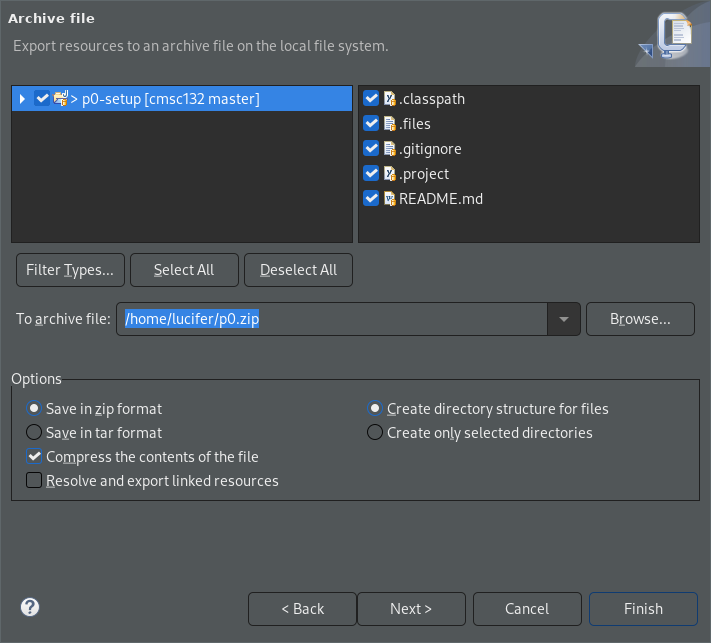 Archive file
Export resources to an archive file on the local file system.
> p0-setup [cmsc132 master]
.classpath
.files
.gitignore
.project
README.md
Filter Types...
Select All
Deselect All
To archive file:
/home/lucifer/p0.zip
Browse...
Options
Save in zip format
Create directory structure for files
Save in tar format
Create only selected directories
Compress the contents of the file
Resolve and export linked resources
?
< Back
Next >
Cancel
Finish